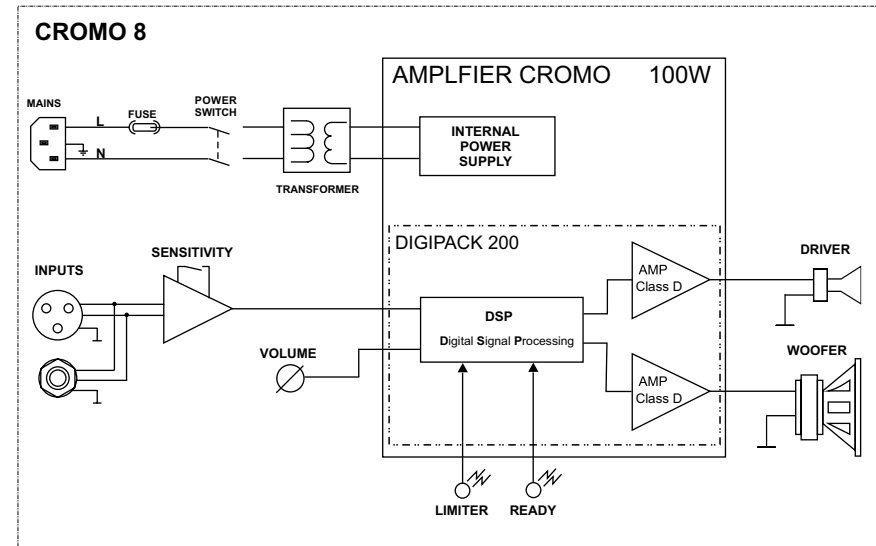 CROMO 8
AMPLFIER CROMO 100W
MAINS
L
FUSE
POWER
SWITCH
N
TRANSFORMER
INTERNAL
POWER
SUPPLY
DIGIPACK 200
SENSITIVITY
INPUTS
AMP
Class D
DRIVER
DSP
Digital Signal Processing
VOLUME
AMP
Class D
WOOFER
LIMITER
READY